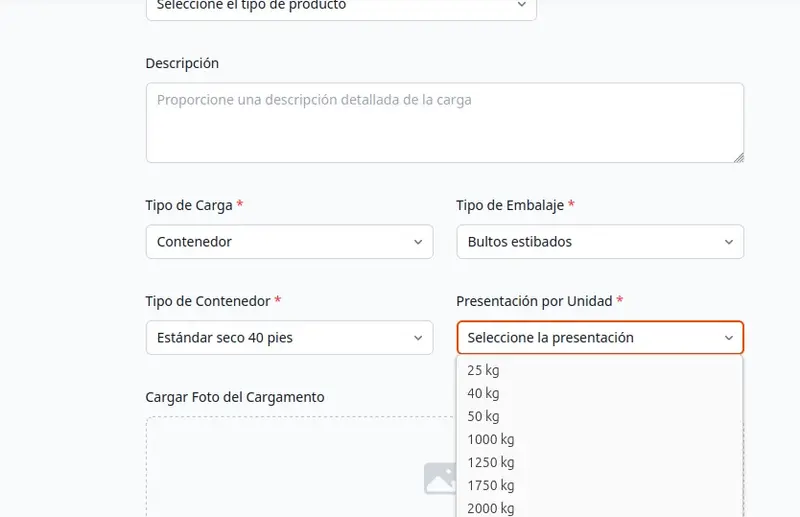 Seleccione el tipo de producto
Descripción
Proporcione una descripción detallada de la carga
Tipo de Carga *
Tipo de Embalaje *
Contenedor
Bultos estibados
Tipo de Contenedor *
Presentación por Unidad *
Estándar seco 40 pies
Seleccione la presentación
25 kg
40 kg
50 kg
1000 kg
1250 kg
1750 kg
2000 kg
Cargar Foto del Cargamento